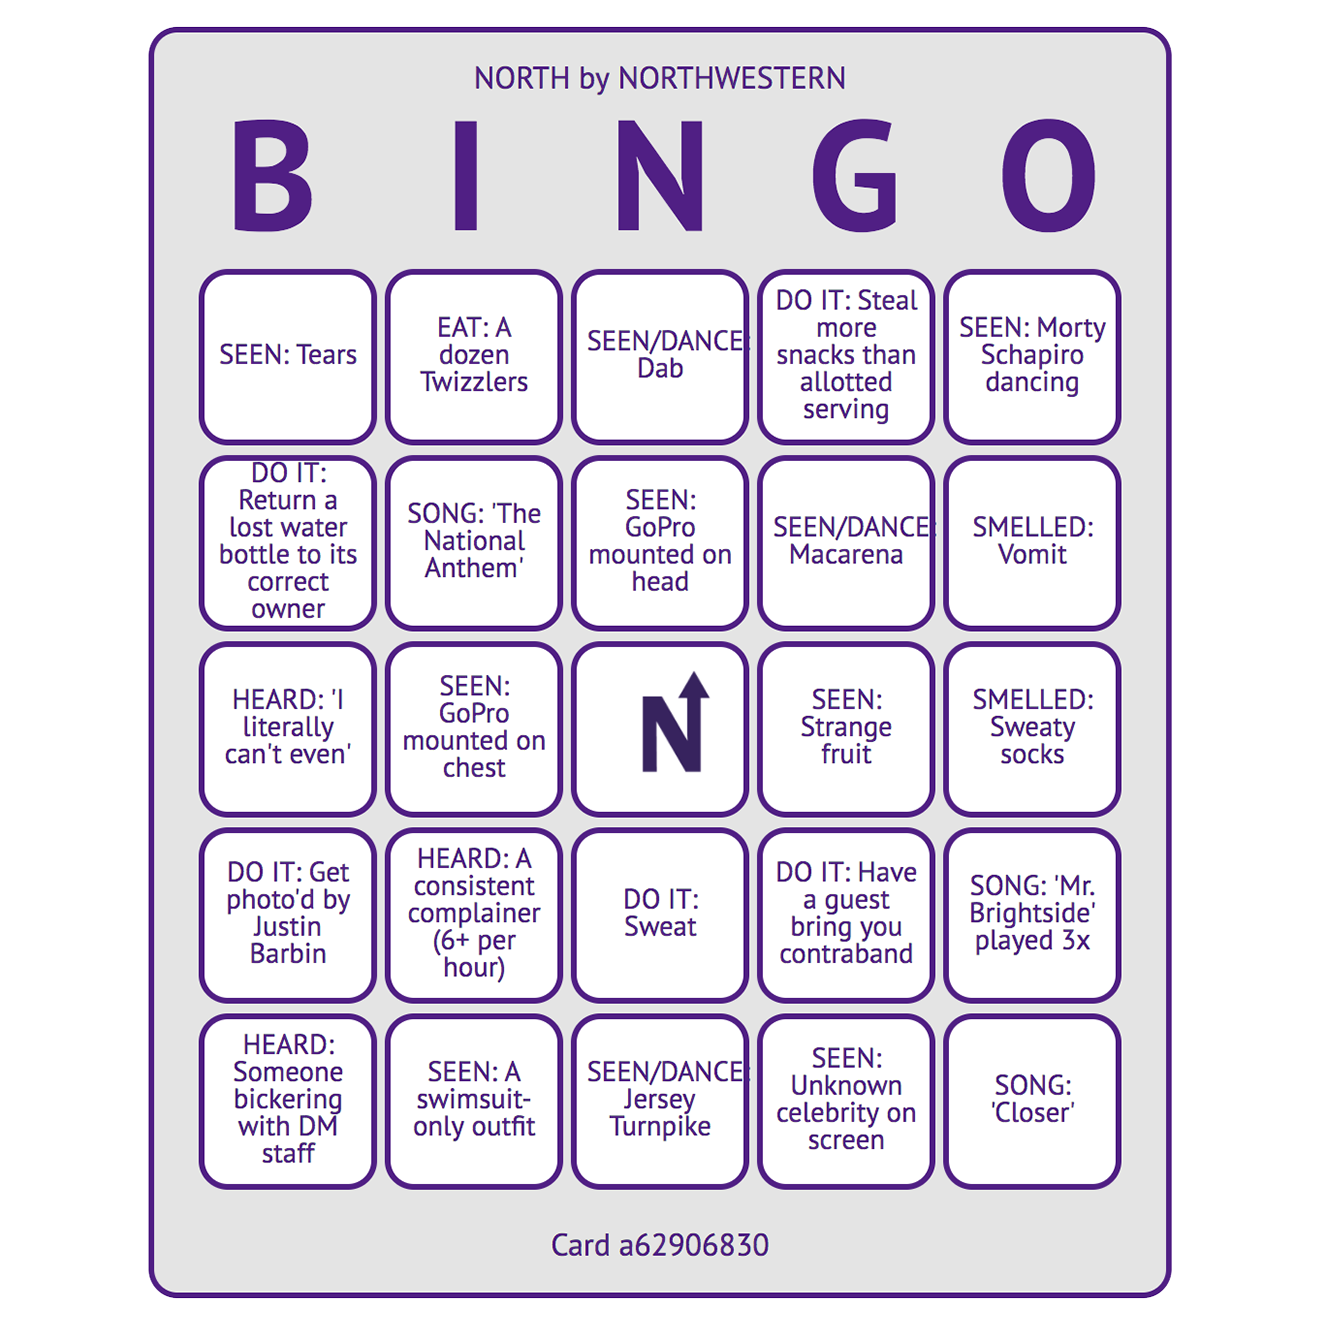 NORTH by NORTHWESTERN
B I N G O
SEEN: Tears
EAT: A
dozen
Twizzlers
SEEN/DANCE:
Dab
DO IT: Steal
more
snacks than
allotted
serving
SEEN: Morty
Schapiro
dancing
DO IT:
Return a
lost water
bottle to its
correct
owner
SONG: 'The
National
Anthem'
SEEN:
GoPro
mounted on
head
SEEN/DANCE:
Macarena
SMELLED:
Vomit
HEARD: 'I
literally
can't even'
SEEN:
GoPro
mounted on
chest
N
SEEN:
Strange
fruit
SMELLED:
Sweaty
socks
DO IT: Get
photo'd by
Justin
Barbin
HEARD: A
consistent
complainer
(6+ per
hour)
DO IT:
Sweat
DO IT: Have
a guest
bring you
contraband
SONG: 'Mr.
Brightside'
played 3x
HEARD:
Someone
bickering
with DM
staff
SEEN: A
swimsuit-
only outfit
SEEN/DANCE:
Jersey
Turnpike
SEEN:
Unknown
celebrity on
screen
SONG:
'Closer'
Card a62906830